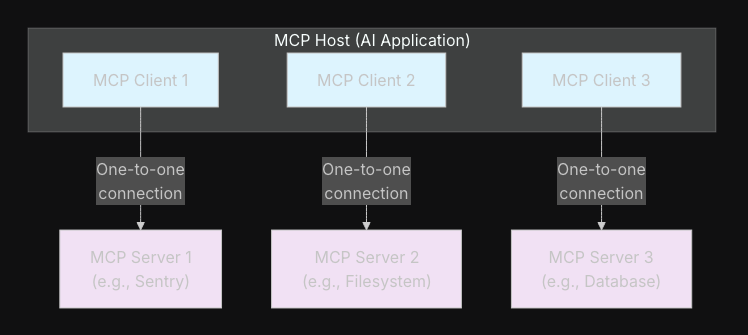 MCP Host (AI Application)
MCP Client 1
MCP Client 2
MCP Client 3
One-to-one
connection
One-to-one
connection
One-to-one
connection
MCP Server 1
(e.g., Sentry)
MCP Server 2
(e.g., Filesystem)
MCP Server 3
(e.g., Database)